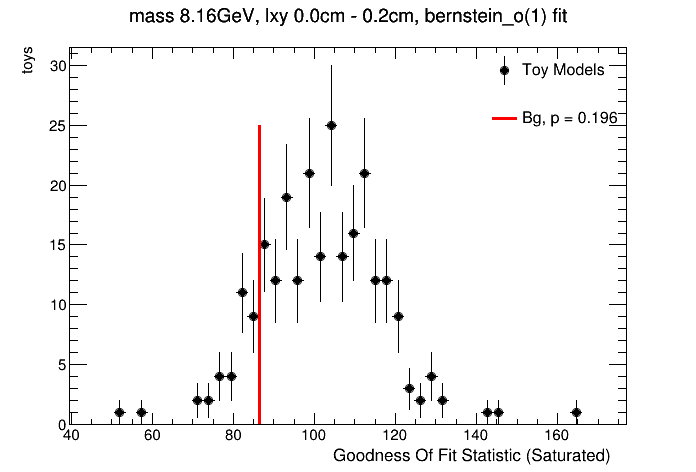 mass 8.16GeV, lxy 0.0cm - 0.2cm, bernstein_o(1) fit
toys
30
25
20
15
10
5
0
Toy Models
Bg, p = 0.196
40 60 80 100 120 140 160
Goodness Of Fit Statistic (Saturated)